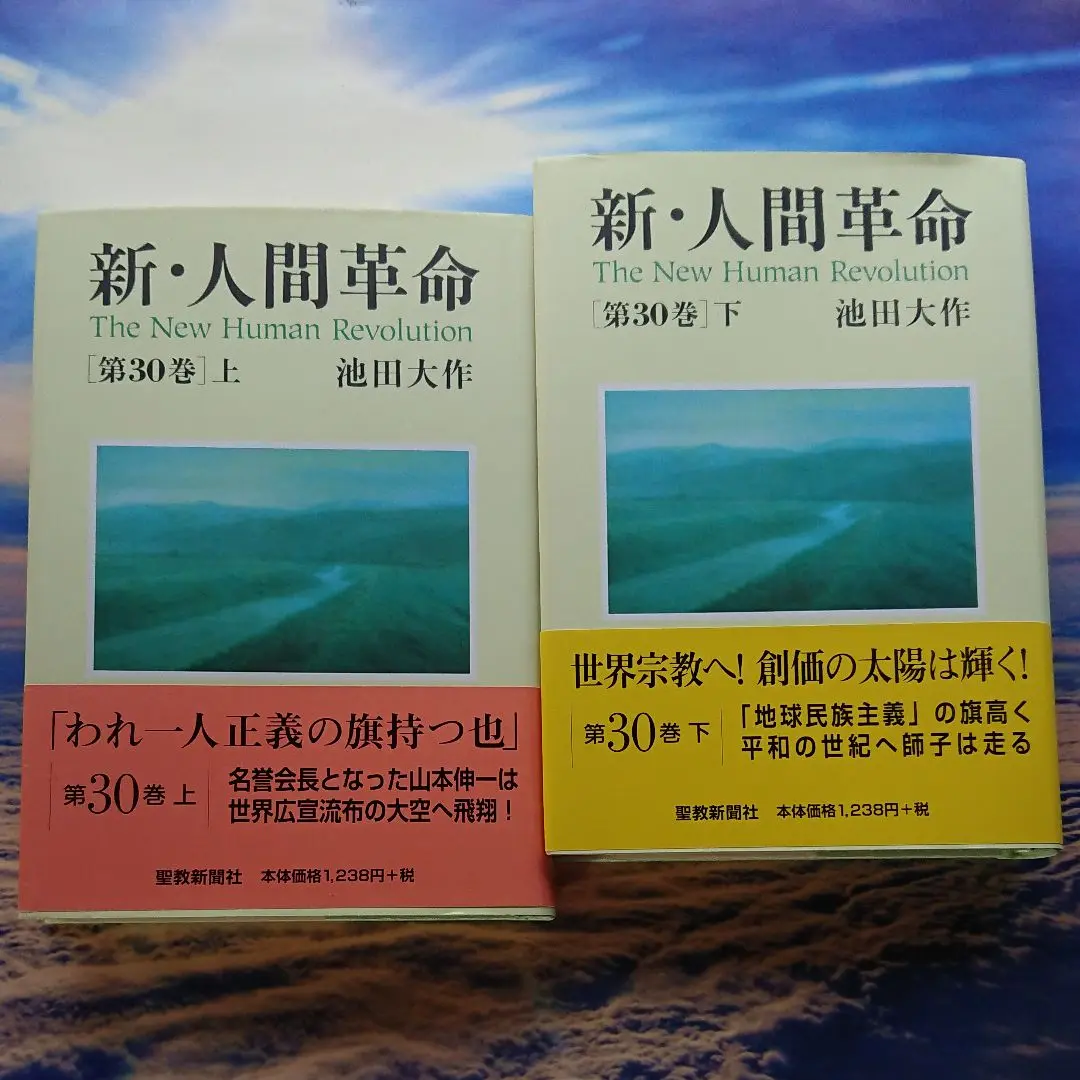 新・人間革命
The New Human Revolution
[第30巻]上 池田大作
「われ一人正義の旗持つ也」
第30巻 上
名誉会長となった山本伸一は
世界広宣流布の大空へ飛翔！
聖教新聞社 本体価格1,238円+税
新・人間革命
The New Human Revolution
[第30巻]下 池田大作
世界宗教へ！創価の太陽は輝く！
第30巻 下
「地球民族主義」の旗高く
平和の世紀へ師子は走る
聖教新聞社 本体価格1,238円+税